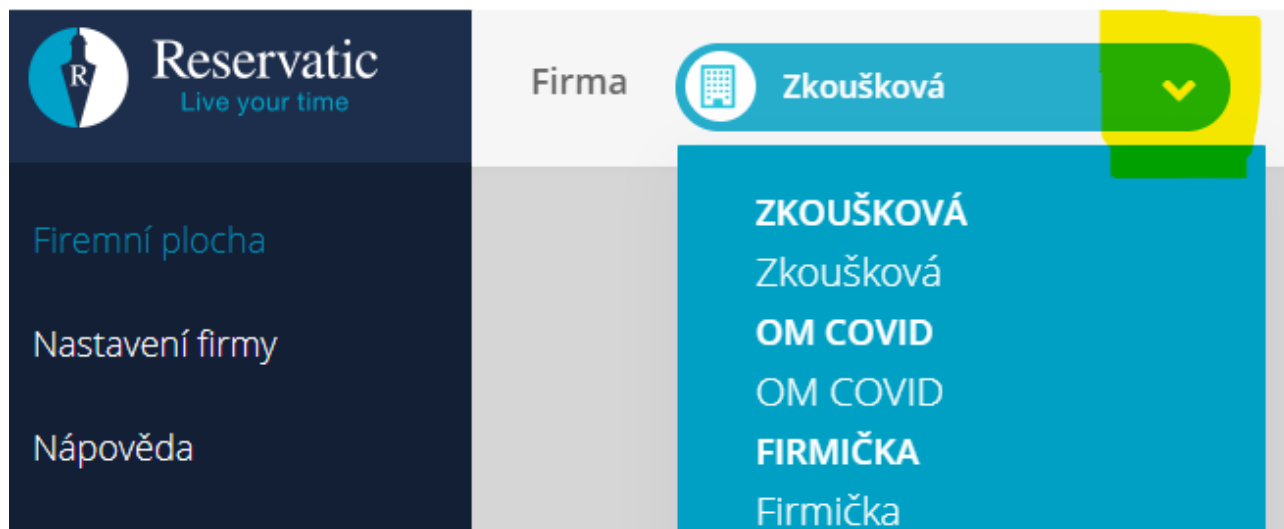 R
Reservatic
Live your time
Firma
Zkoušková
Firemní plocha
Nastavení firmy
Nápověda
ZKOUŠKOVÁ
Zkoušková
OM COVID
OM COVID
FIRMIČKA
Firmička